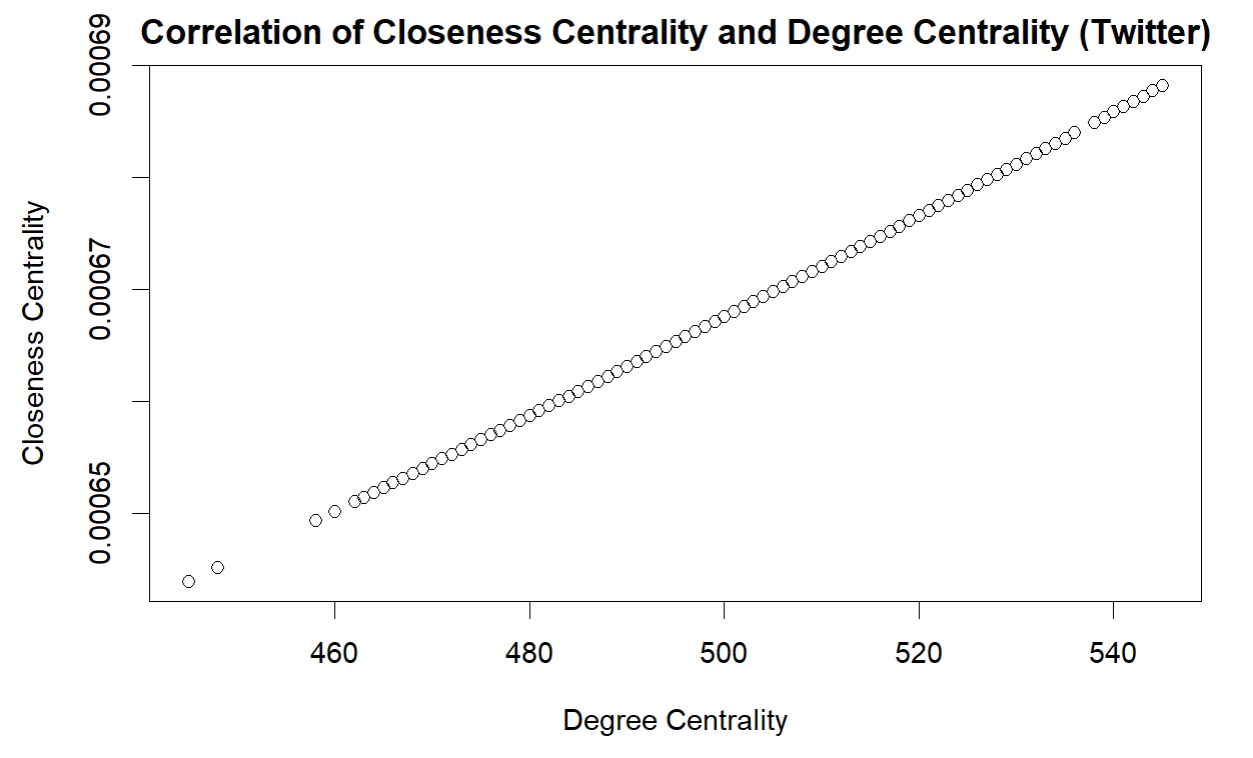 Correlation of Closeness Centrality and Degree Centrality (Twitter)
0.00069
0.00067
0.00065
Closeness Centrality
460 480 500 520 540
Degree Centrality